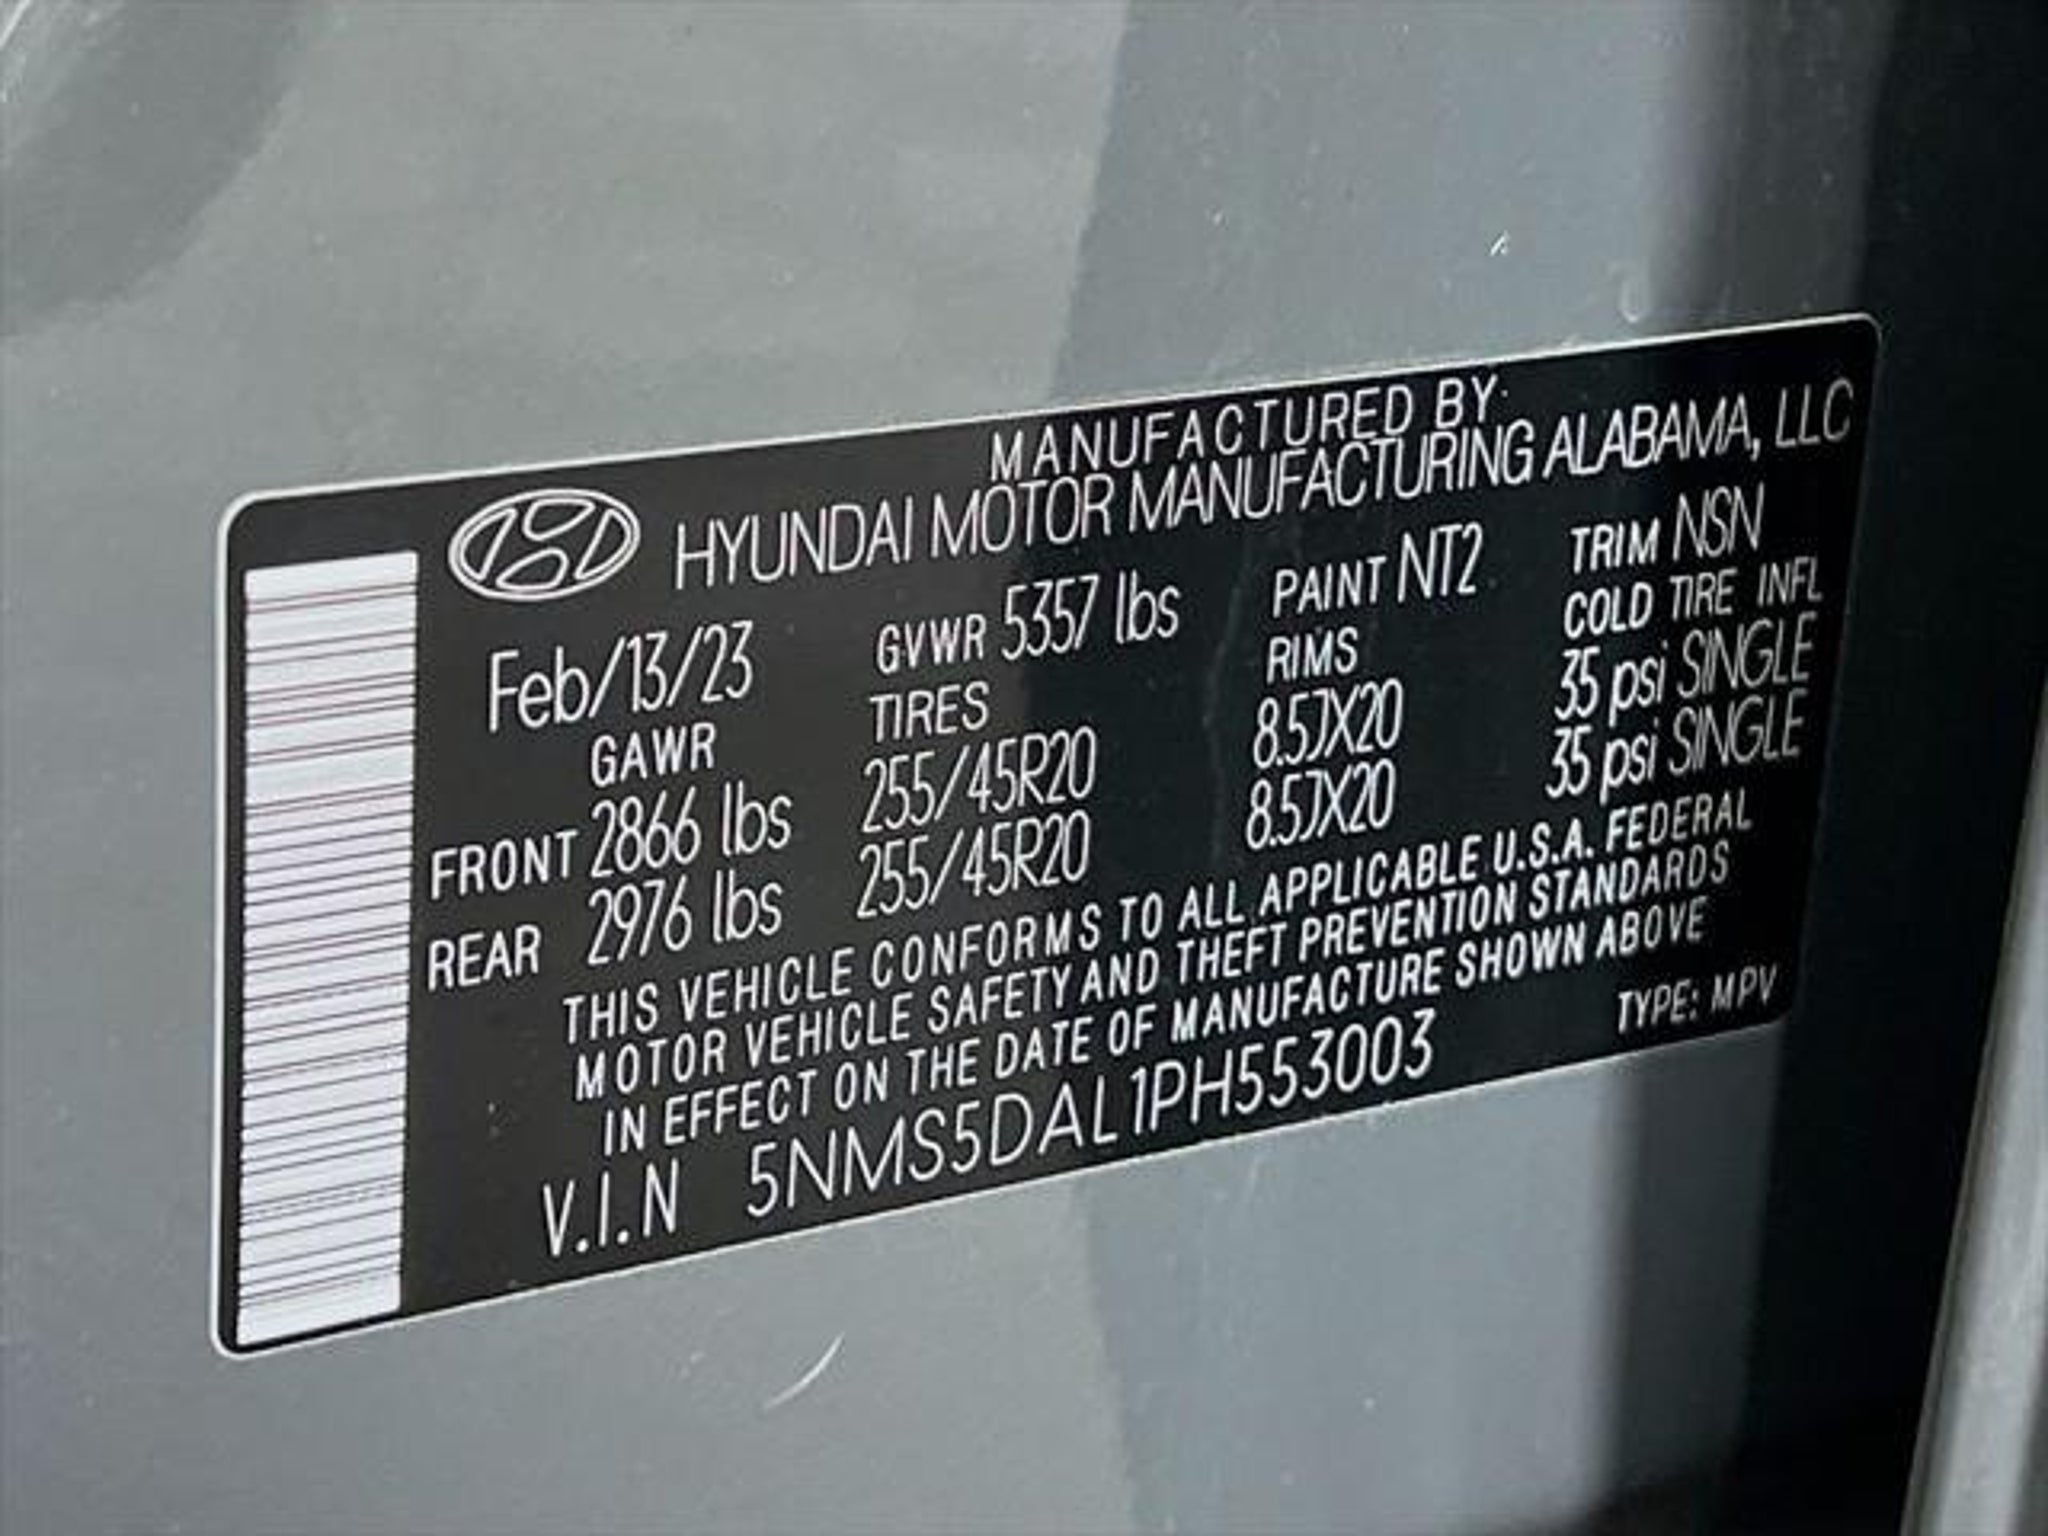 MANUFACTURED BY
HYUNDAI MOTOR MANUFACTURING ALABAMA, LLC
Feb/13/23 GVWR 5357 lbs PAINT NT2 TRIM NSN
GAWR TIRES RIMS COLD TIRE INFL
FRONT 2866 lbs 255/45R20 8.5JX20 35 psi SINGLE
REAR 2976 lbs 255/45R20 8.5JX20 35 psi SINGLE
THIS VEHICLE CONFORMS TO ALL APPLICABLE U.S.A. FEDERAL
MOTOR VEHICLE SAFETY AND THEFT PREVENTION STANDARDS
IN EFFECT ON THE DATE OF MANUFACTURE SHOWN ABOVE
V.I.N 5NMS5DAL1PH553003 TYPE: MPV